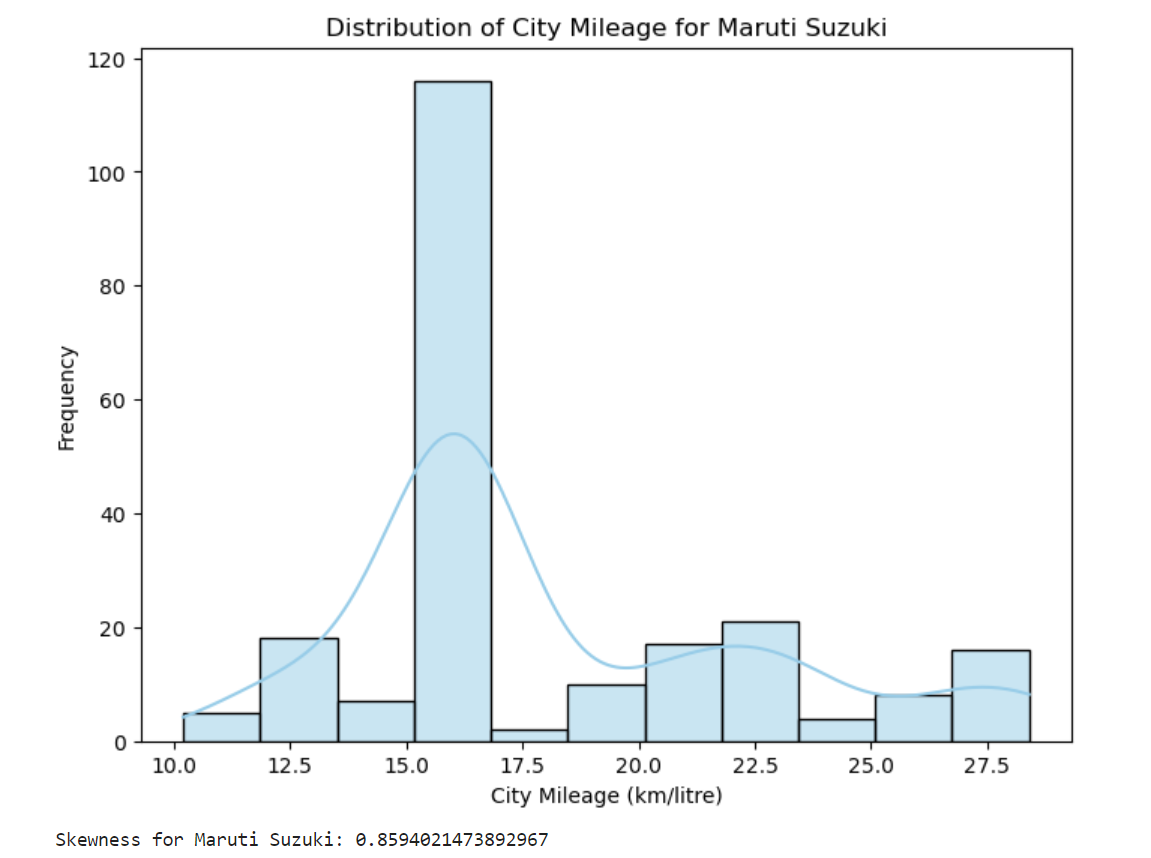 Distribution of City Mileage for Maruti Suzuki
120
100
80
60
40
20
0
Frequency
10.0 12.5 15.0 17.5 20.0 22.5 25.0 27.5
City Mileage (km/litre)
Skewness for Maruti Suzuki: 0.8594021473892967